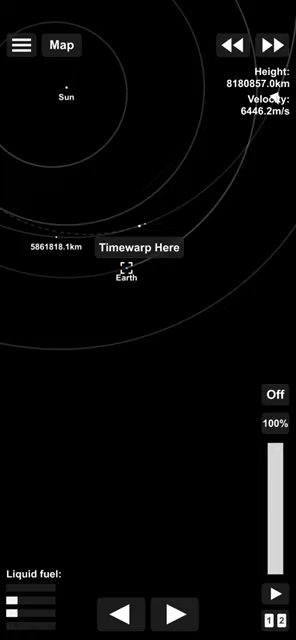 Map
Sun
Height:
8180857.0km
Velocity:
6446.2m/s
5861818.1km
Timewarp Here
Earth
Off
100%
Liquid fuel:
1 2